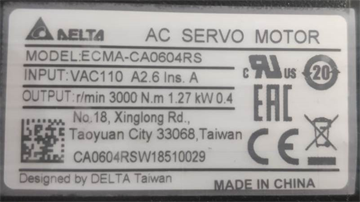 DELTA AC SERVO MOTOR
MODEL:ECMA-CA0604RS
INPUT:VAC110 A2.6 Ins. A
OUTPUT:r/min 3000 N.m 1.27 kW 0.4
No.18, Xinglong Rd.,
Taoyuan City 33068,Taiwan
CA0604RSW18510029
Designed by DELTA Taiwan
MADE IN CHINA
c RU us
20
EAC
CE